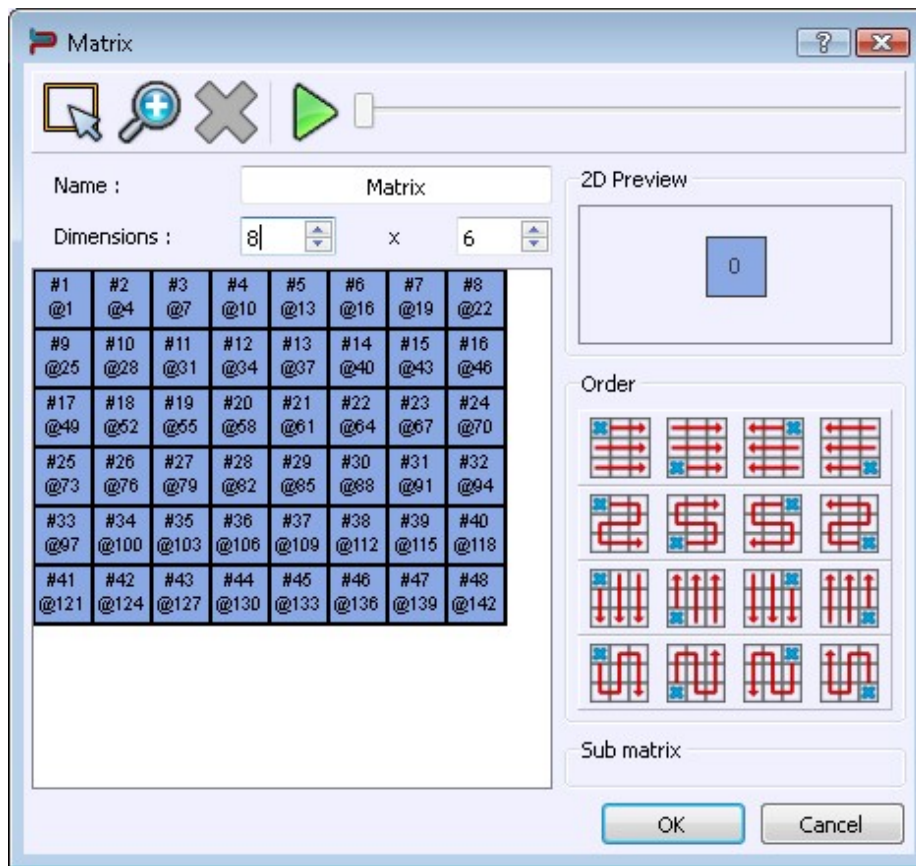 Matrix
Name :
Matrix
Dimensions :
8
x
6
#1 #2 #3 #4 #5 #6 #7 #8
@1 @4 @7 @10 @13 @16 @19 @22
#9 #10 #11 #12 #13 #14 #15 #16
@25 @28 @31 @34 @37 @40 @43 @46
#17 #18 #19 #20 #21 #22 #23 #24
@49 @52 @55 @58 @61 @64 @67 @70
#25 #26 #27 #28 #29 #30 #31 #32
@73 @76 @79 @82 @85 @88 @91 @94
#33 #34 #35 #36 #37 #38 #39 #40
@97 @100 @103 @106 @109 @112 @115 @118
#41 #42 #43 #44 #45 #46 #47 #48
@121 @124 @127 @130 @133 @136 @139 @142
2D Preview
0
Order
Sub matrix
OK
Cancel